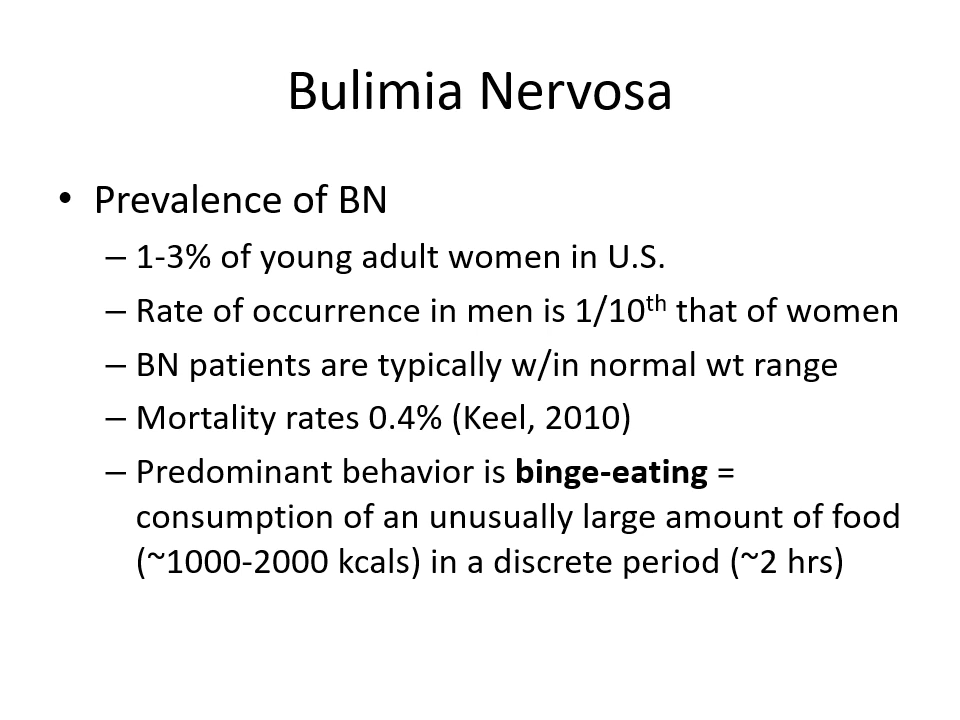 Bulimia Nervosa
• Prevalence of BN
– 1-3% of young adult women in U.S.
– Rate of occurrence in men is 1/10th that of women
– BN patients are typically w/in normal wt range
– Mortality rates 0.4% (Keel, 2010)
– Predominant behavior is binge-eating =
consumption of an unusually large amount of food
(~1000-2000 kcals) in a discrete period (~2 hrs)